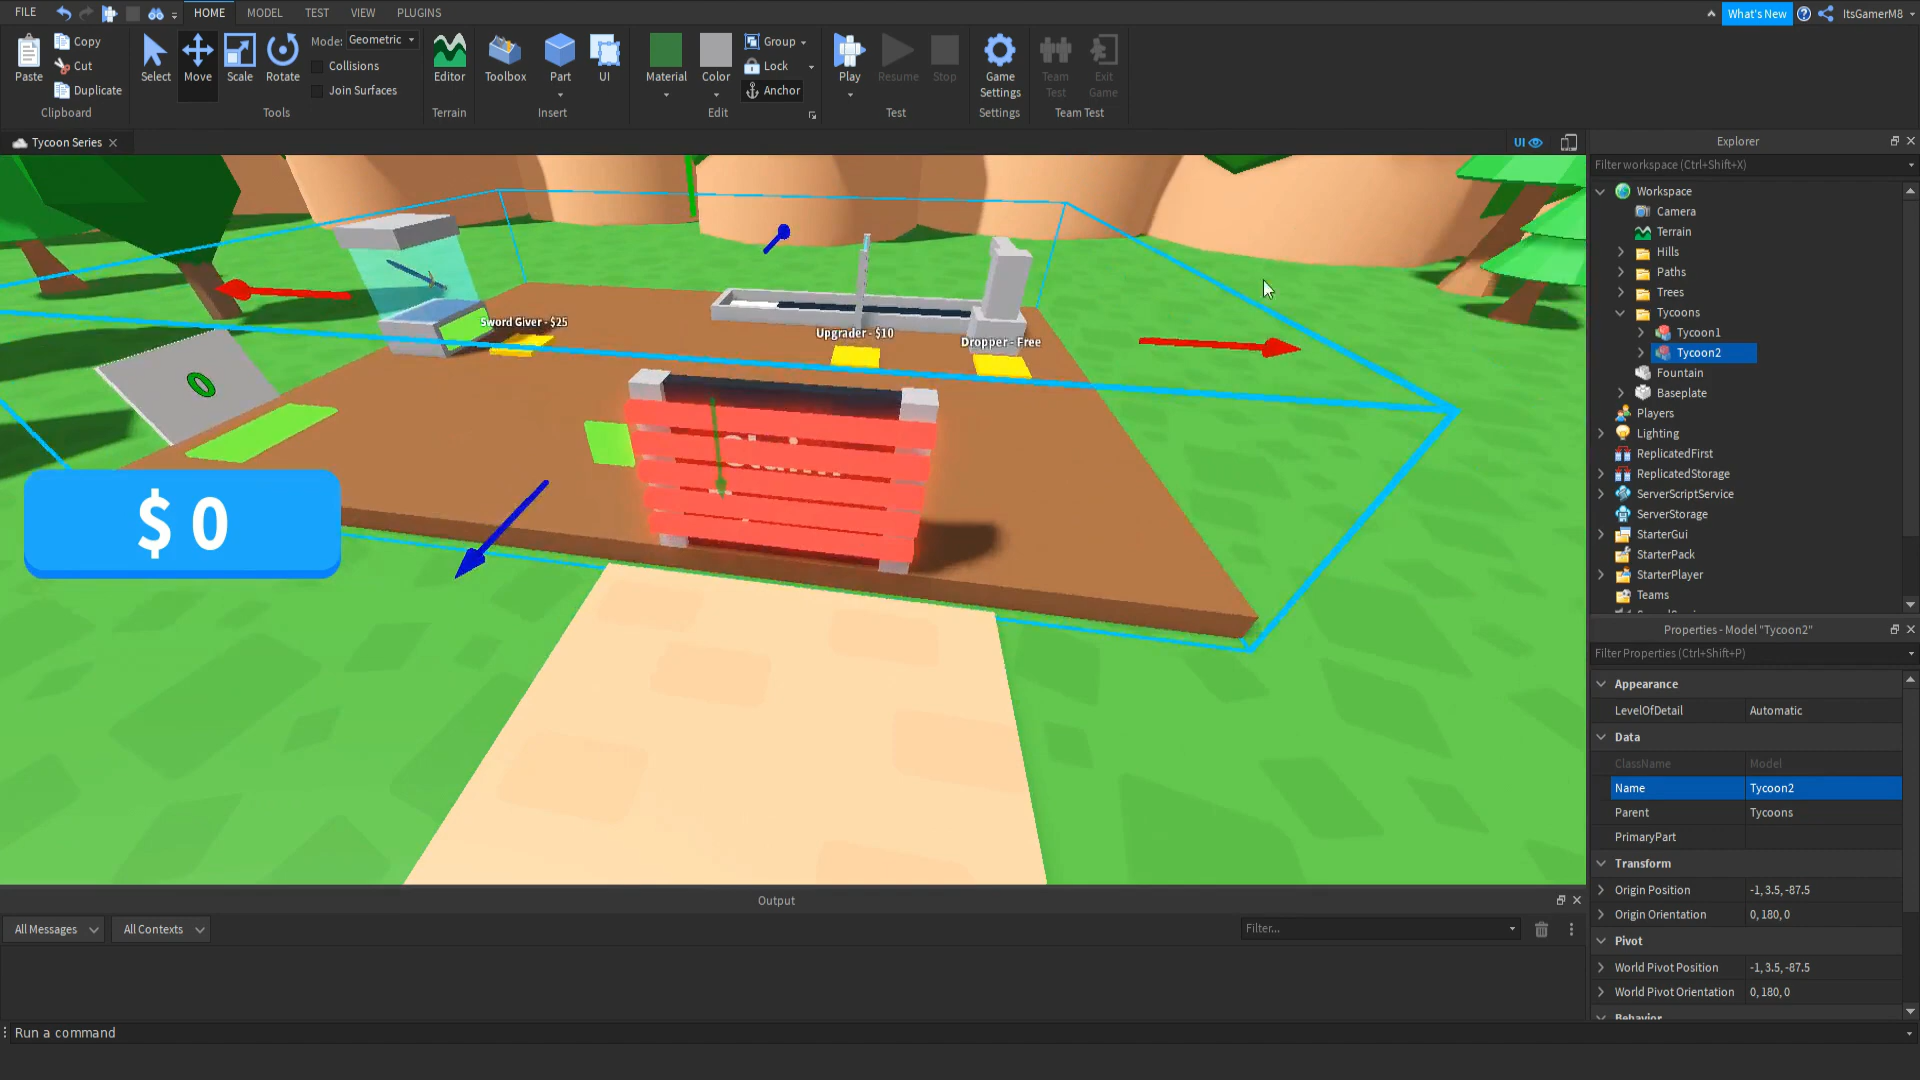 FILE HOME MODEL TEST VIEW PLUGINS What's New ItsGamerM8
Paste Copy Cut Duplicate Clipboard
Select Move Scale Rotate Mode: Geometric Collisions Join Surfaces Tools
Editor Terrain
Toolbox Part UI Insert
Material Color Group Lock Anchor Edit
Play Resume Stop Test
Game Settings Settings
Team Test Exit Game Team Test
Tycoon Series UI
Sword Giver - $25
Upgrader - $10
Dropper - Free
0
$ 0
Explorer
Filter workspace (Ctrl+Shift+X)
Workspace
Camera
Terrain
Hills
Paths
Trees
Tycoons
Tycoon1
Tycoon2
Fountain
Baseplate
Players
Lighting
ReplicatedFirst
ReplicatedStorage
ServerScriptService
ServerStorage
StarterGui
StarterPack
StarterPlayer
Teams
Properties - Model "Tycoon2"
Filter Properties (Ctrl+Shift+P)
Appearance
LevelOfDetail Automatic
Data
ClassName Model
Name Tycoon2
Parent Tycoons
PrimaryPart
Transform
Origin Position -1, 3.5, -87.5
Origin Orientation 0, 180, 0
Pivot
World Pivot Position -1, 3.5, -87.5
World Pivot Orientation 0, 180, 0
Behavior
Output
All Messages All Contexts Filter...
Run a command